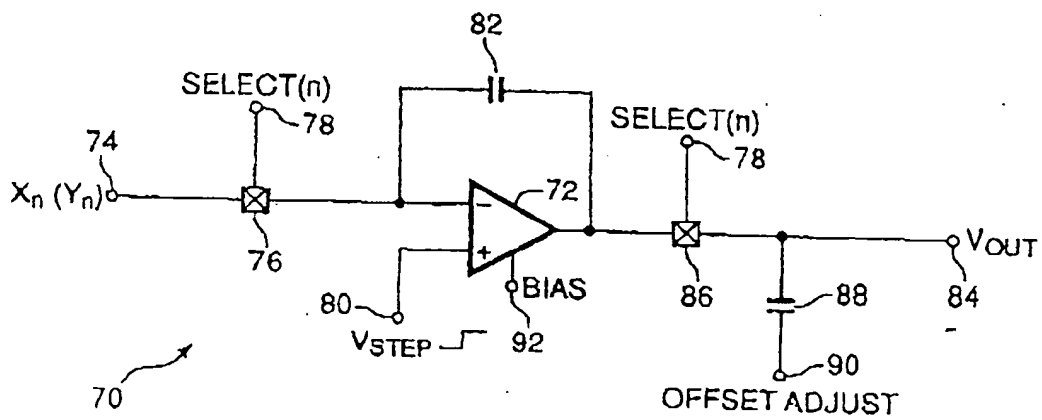 82
SELECT(n)
78
SELECT(n)
78
74
Xn (Yn)
76
72
−
+
86
VOUT
84
80
BIAS
92
88
VSTEP
90
70
OFFSET ADJUST